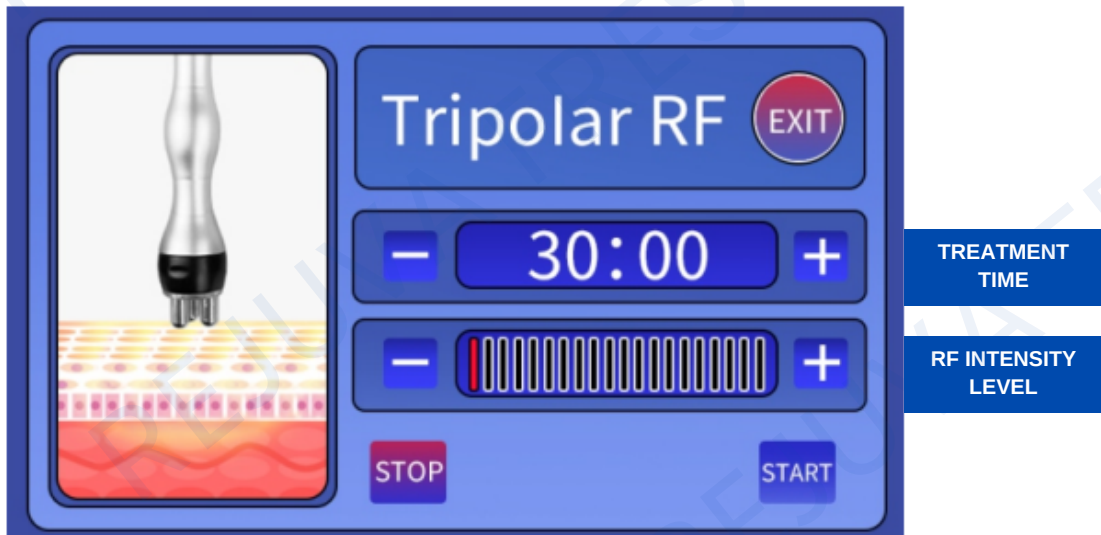 Tripolar RF
EXIT
− 30:00 +
TREATMENT
TIME
− +
RF INTENSITY
LEVEL
STOP
START